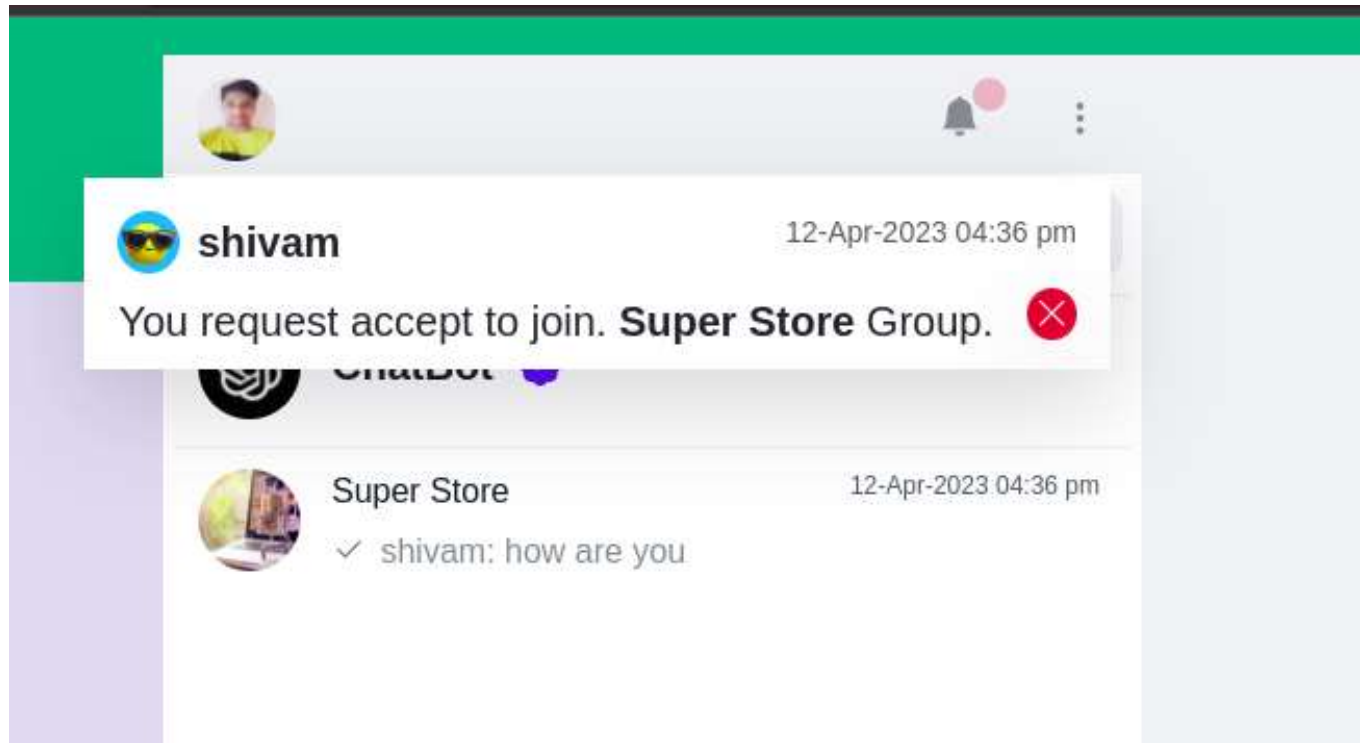 shivam
12-Apr-2023 04:36 pm
You request accept to join. Super Store Group.
ChatBot
Super Store
12-Apr-2023 04:36 pm
shivam: how are you